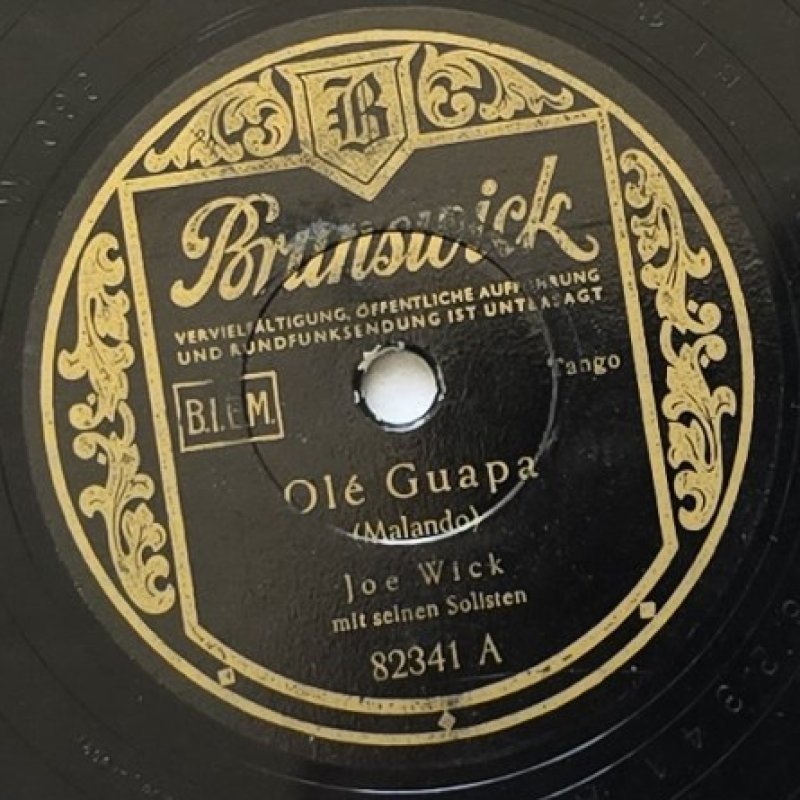 B
Brunswick
VERVIELFÄLTIGUNG, ÖFFENTLICHE AUFFÜHRUNG
UND RUNDFUNKSENDUNG IST UNTERSAGT
Tango
B.I.E.M.
Olé Guapa
(Malando)
Joe Wick
mit seinen Solisten
82341 A